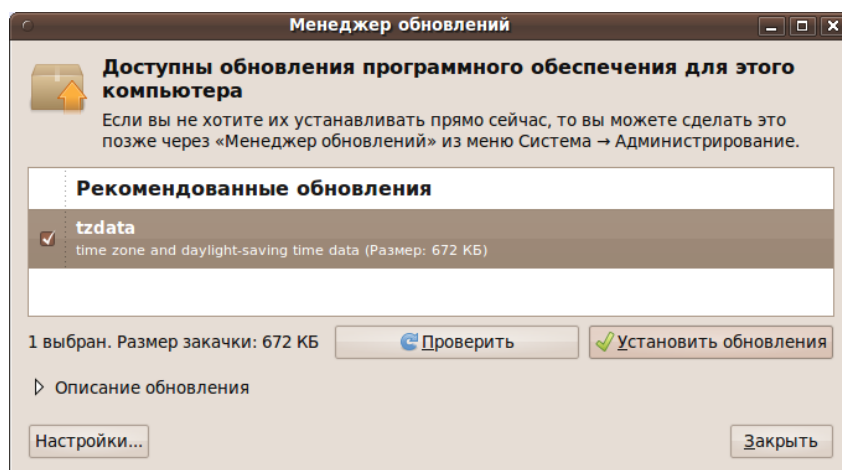 Менеджер обновлений
Доступны обновления программного обеспечения для этого
компьютера
Если вы не хотите их устанавливать прямо сейчас, то вы можете сделать это
позже через «Менеджер обновлений» из меню Система → Администрирование.
Рекомендованные обновления
tzdata
time zone and daylight-saving time data (Размер: 672 КБ)
1 выбран. Размер закачки: 672 КБ Проверить Установить обновления
Описание обновления
Настройки... Закрыть